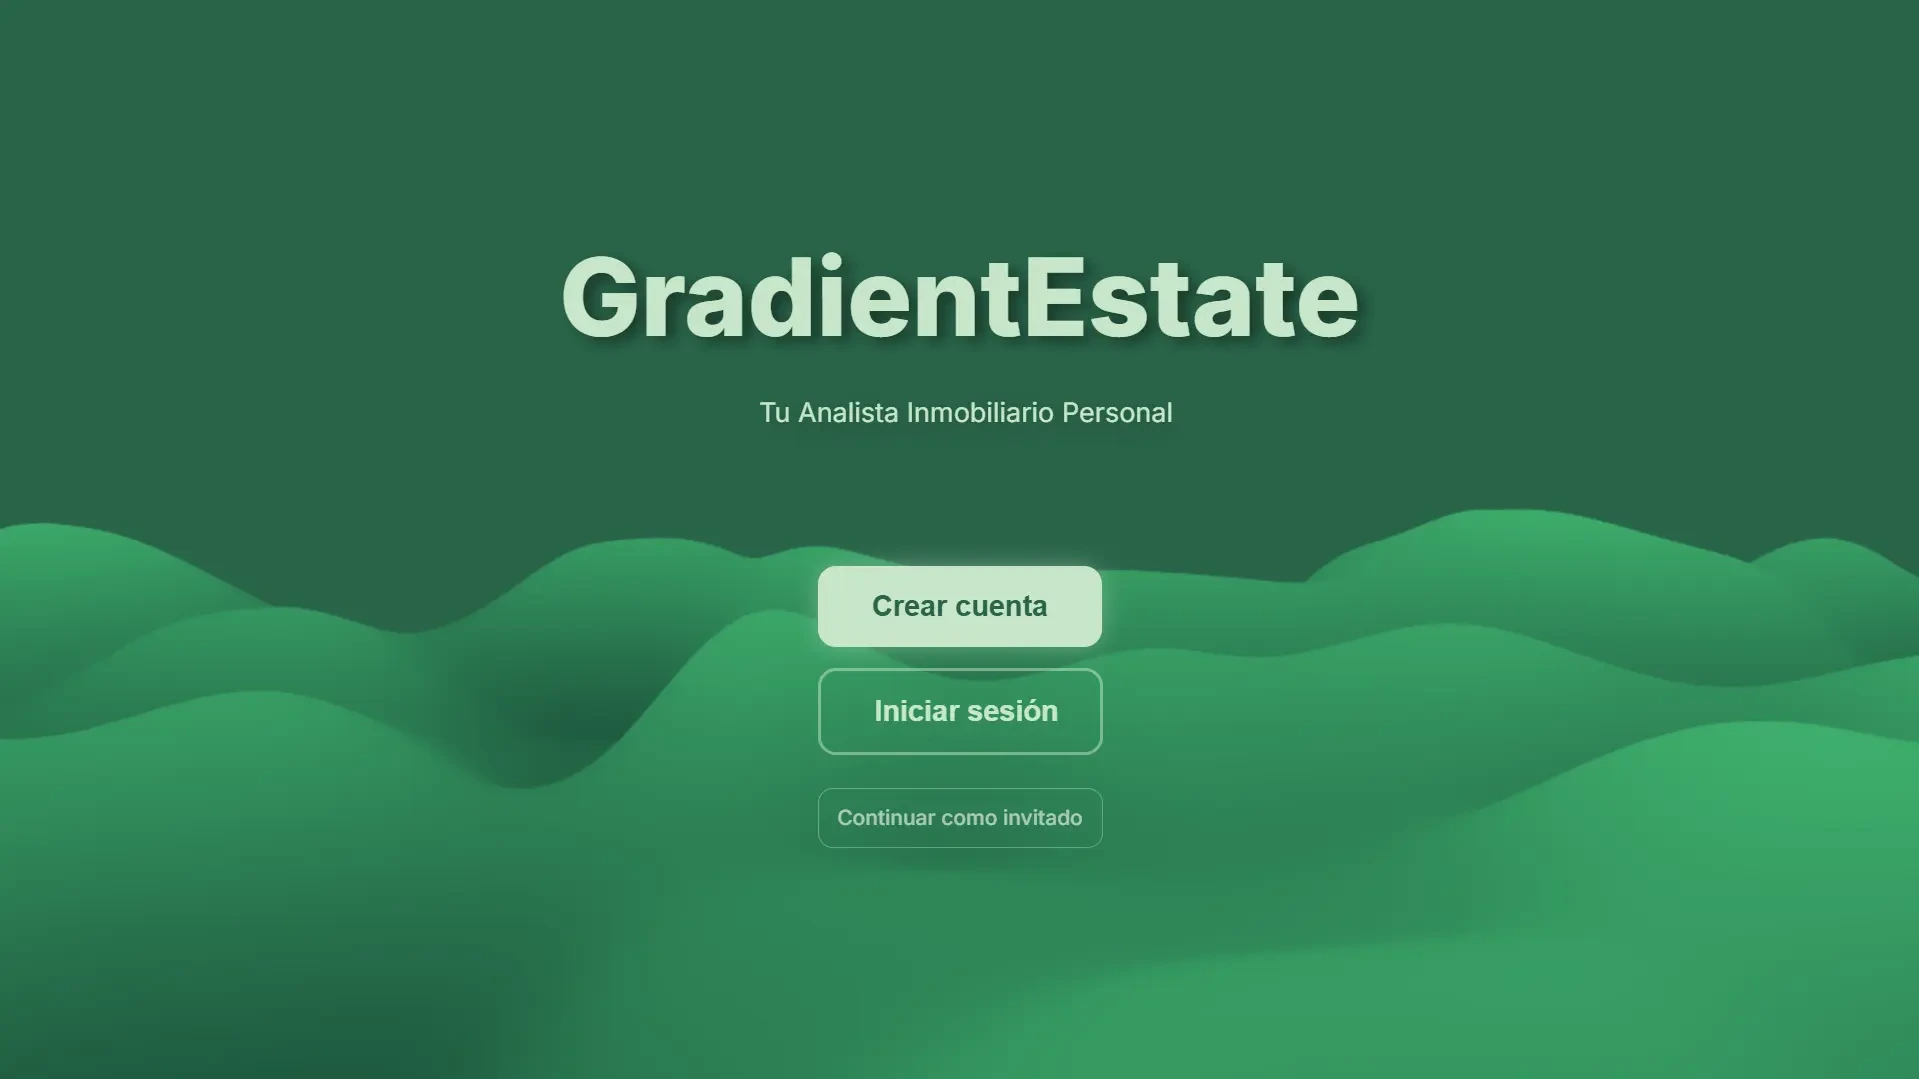 GradientEstate
Tu Analista Inmobiliario Personal
Crear cuenta
Iniciar sesión
Continuar como invitado